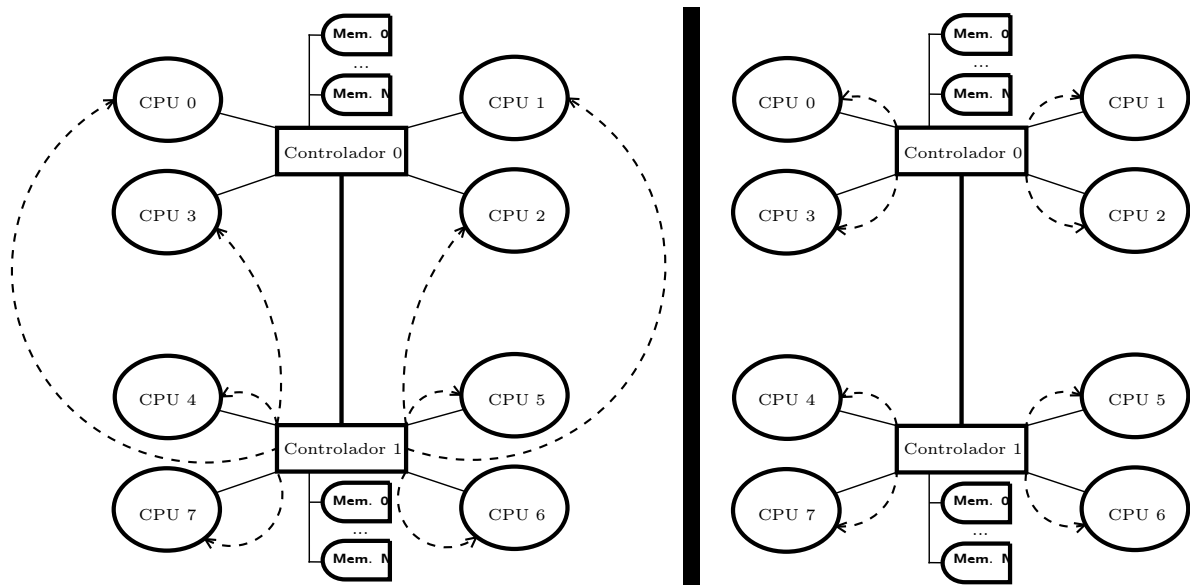 Mem. 0
...
Mem. N
CPU 0
CPU 1
Controlador 0
CPU 3
CPU 2
CPU 4
CPU 5
Controlador 1
CPU 7
Mem. 0
CPU 6
...
Mem. N
Mem. 0
...
Mem. N
CPU 0
CPU 1
Controlador 0
CPU 3
CPU 2
CPU 4
CPU 5
Controlador 1
CPU 7
Mem. 0
CPU 6
...
Mem. N